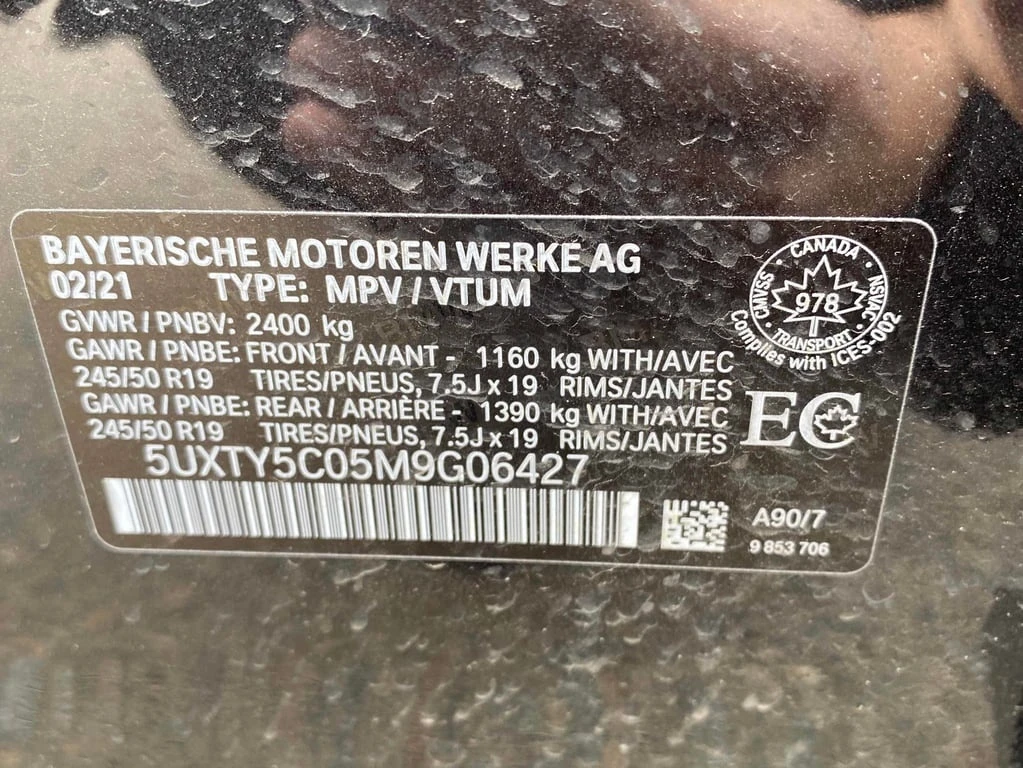 BAYERISCHE MOTOREN WERKE AG
02/21 TYPE: MPV / VTUM
GVWR / PNBV: 2400 kg
GAWR / PNBE: FRONT / AVANT - 1160 kg WITH/AVEC
245/50 R19 TIRES/PNEUS, 7.5J x 19 RIMS/JANTES
GAWR / PNBE: REAR / ARRIÈRE - 1390 kg WITH/AVEC
245/50 R19 TIRES/PNEUS, 7.5J x 19 RIMS/JANTES
5UXTY5C05M9G06427
CANADA
CMVSS
978
NSVAC
TRANSPORT
Complies with ICES-002
EC
A90/7
9 853 706